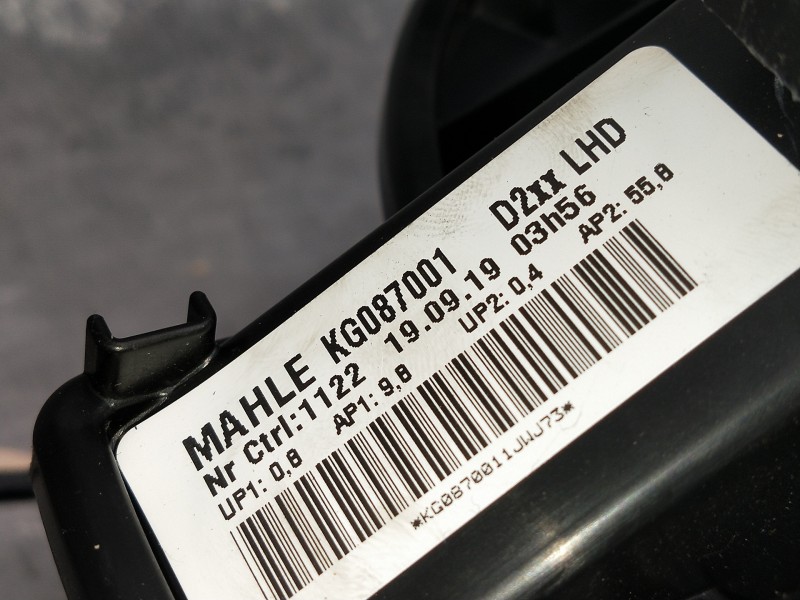 MAHLE KG087001 D2xx LHD
Nr Ctrl:1122 19.09.19 03h56
UP1: 0,8 AP1: 9,8 UP2: 0,4 AP2: 55,8
*KG0870011JWJ73*